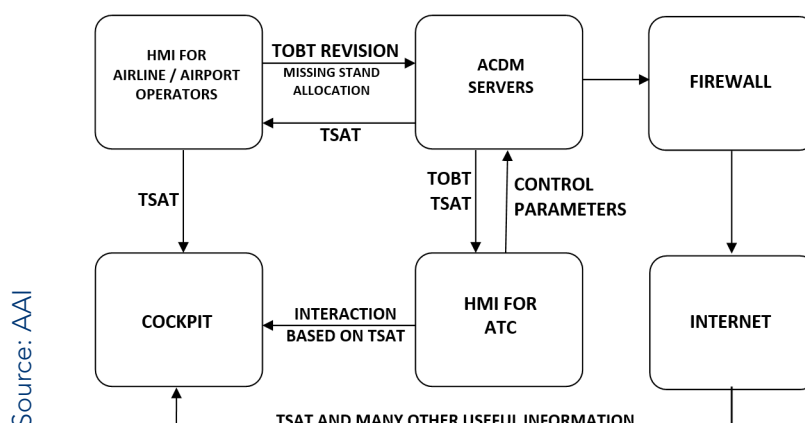 HMI FOR
AIRLINE / AIRPORT
OPERATORS
TOBT REVISION
MISSING STAND
ALLOCATION
TSAT
ACDM
SERVERS
FIREWALL
TSAT
TOBT
TSAT
CONTROL
PARAMETERS
COCKPIT
INTERACTION
BASED ON TSAT
HMI FOR
ATC
INTERNET
TSAT AND MANY OTHER USEFUL INFORMATION
Source: AAI